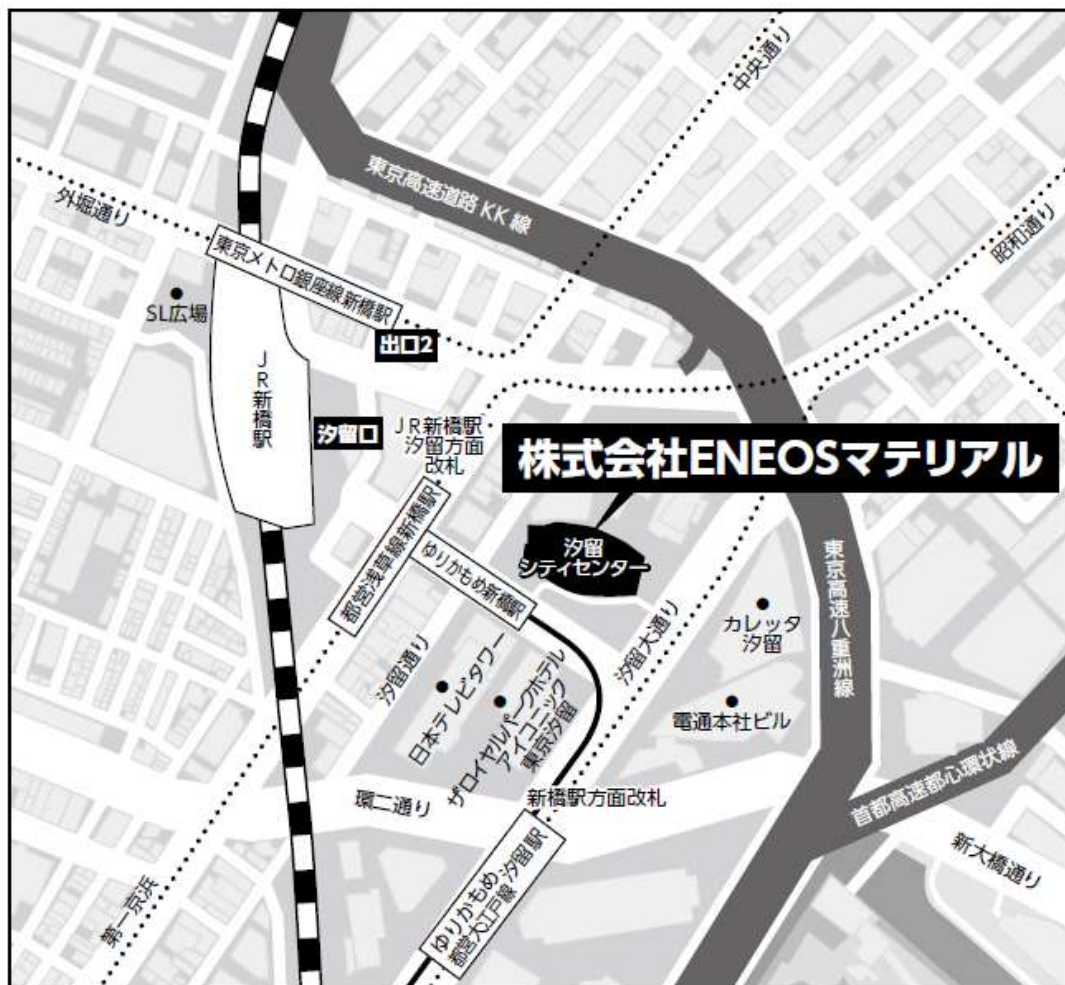 中央通り
東京高速道路 KK 線
外堀通り
昭和通り
東京メトロ銀座線新橋駅
SL広場
出口2
JR新橋駅
汐留口
JR新橋駅
汐留方面
改札
株式会社ENEOSマテリアル
都営浅草線新橋駅
ゆりかもめ新橋駅
汐留
シティセンター
東京高速八重洲線
カレッタ
汐留
汐留通り
汐留大通り
日本テレビタワー
ザロイヤルパークホテル
アイコニック
東京汐留
電通本社ビル
環二通り
新橋駅方面改札
首都高速都心環状線
新大橋通り
ゆりかもめ
都営大江戸線
汐留駅
第一京浜